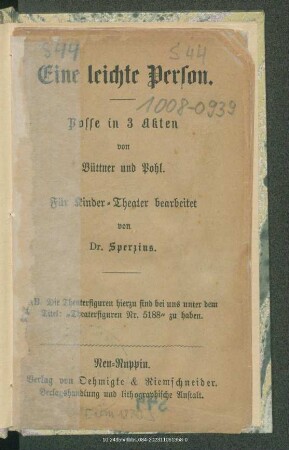 S44 S44
Eine leichte Person.
1008-0939
Posse in 3 Akten
von
Büttner und Pohl.
Für Kinder-Theater bearbeitet
von
Dr. Sperzius.
NB. Die Theaterfiguren hierzu sind bei uns unter dem
Titel: „Theaterfiguren Nr. 5188“ zu haben.
Neu-Ruppin.
Verlag von Oehmigke & Riemschneider.
Verlagshandlung und lithographische Anstalt.